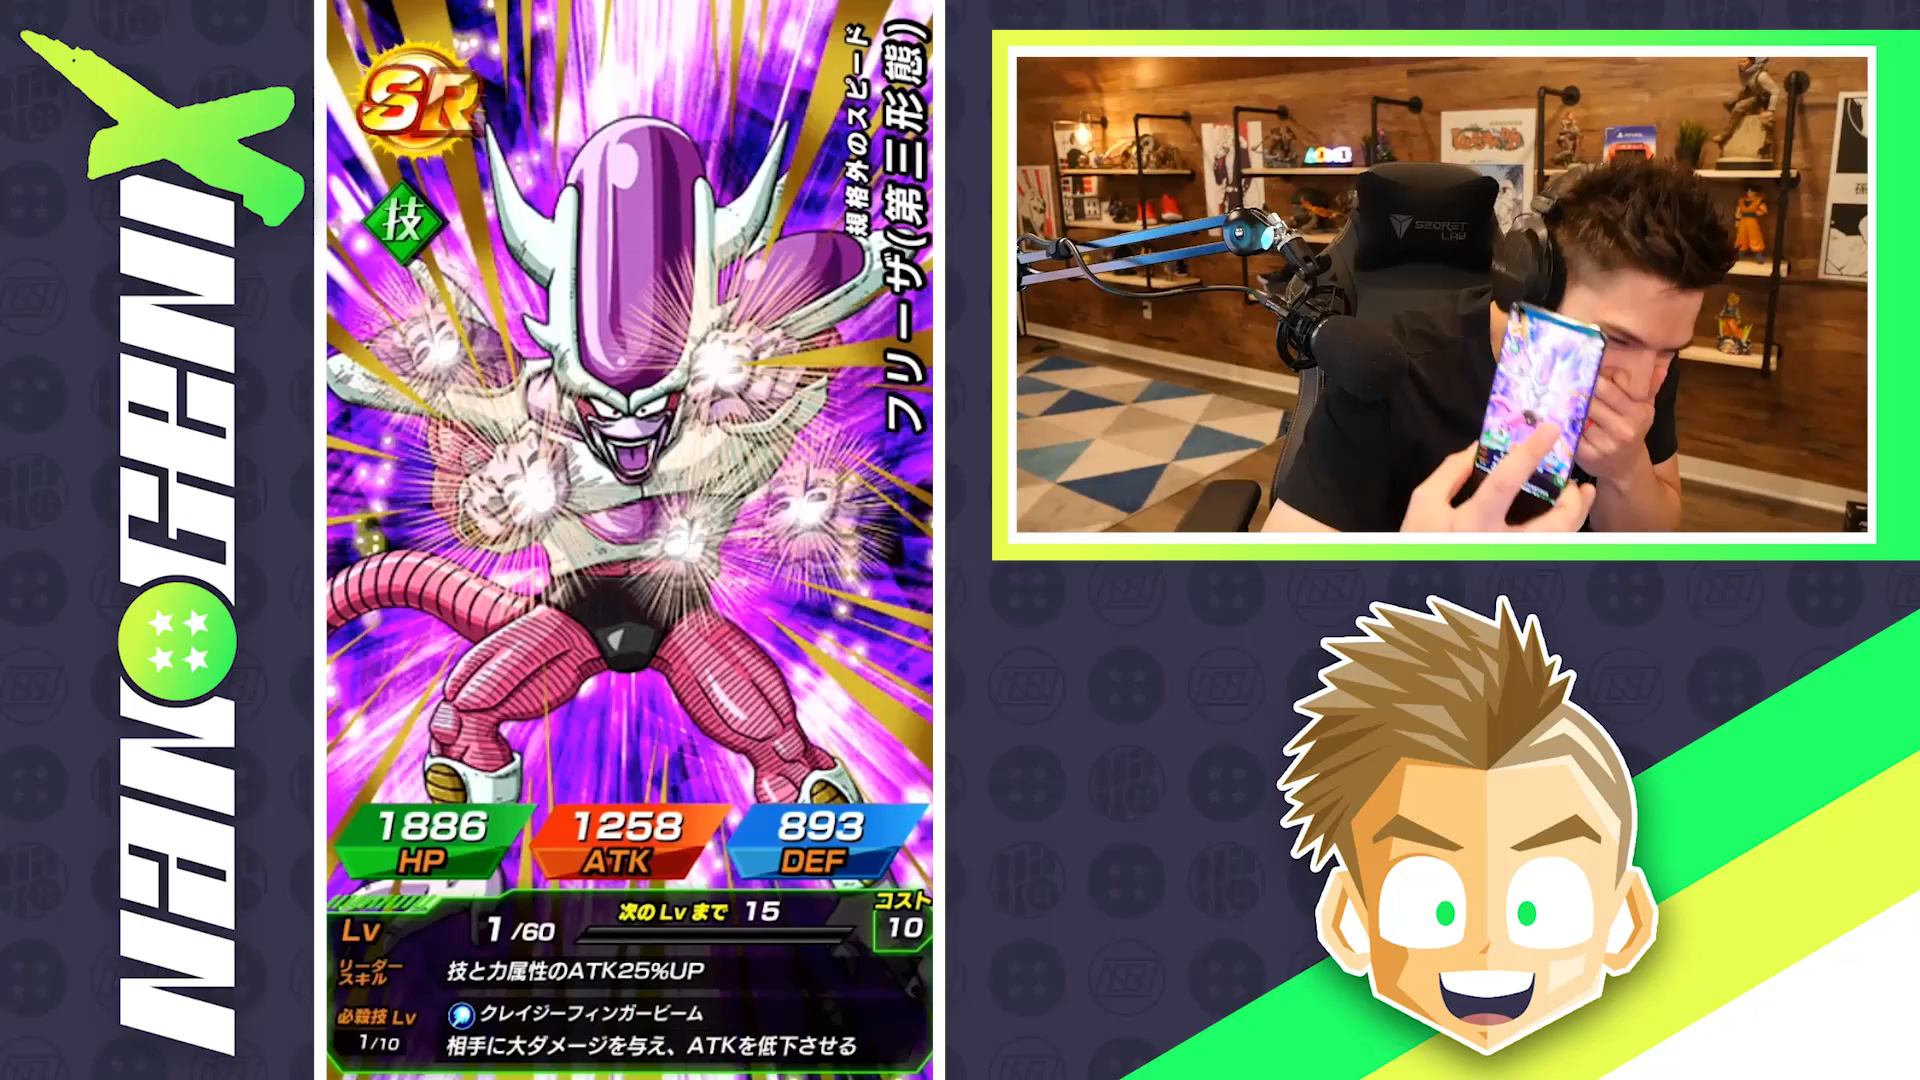 NANOGENIX
SR
技
規格外のスピード
フリーザ(第三形態)
1886
HP
1258
ATK
893
DEF
Lv
1/60
次のLvまで 15
コスト
10
リーダー
スキル
技と力属性のATK25%UP
必殺技 Lv
1/10
クレイジーフィンガービーム
相手に大ダメージを与え、ATKを低下させる
SECRET
LAB